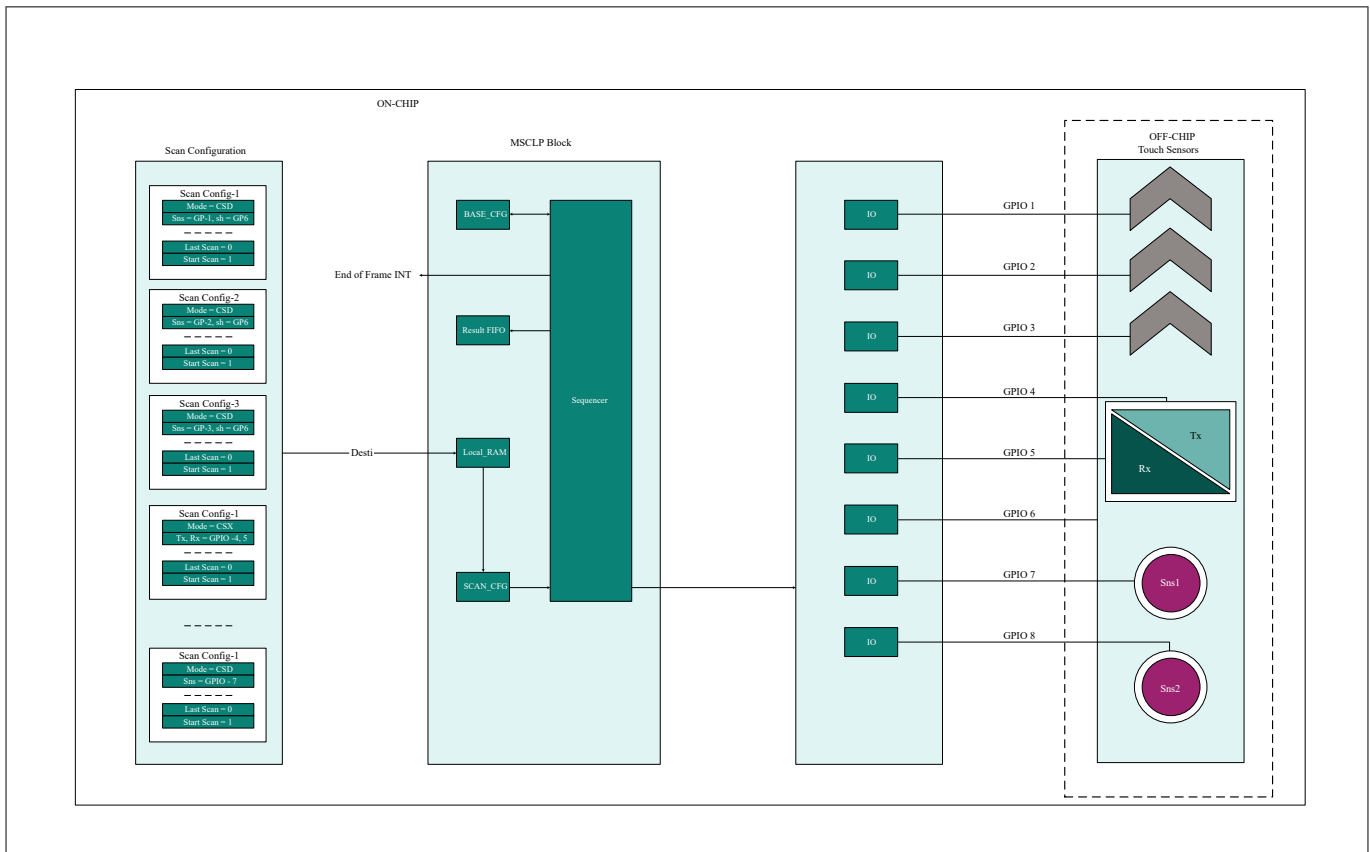 ON-CHIP
Scan Configuration
Scan Config-1
Mode = CSD
Sns = GP-1, sh = GP6
Last Scan = 0
Start Scan = 1
Scan Config-2
Mode = CSD
Sns = GP-2, sh = GP6
Last Scan = 0
Start Scan = 1
Scan Config-3
Mode = CSD
Sns = GP-3, sh = GP6
Last Scan = 0
Start Scan = 1
Scan Config-1
Mode = CSX
Tx, Rx = GPIO -4, 5
Last Scan = 0
Start Scan = 1
Scan Config-1
Mode = CSD
Sns = GPIO - 7
Last Scan = 0
Start Scan = 1
Desti
MSCLP Block
BASE_CFG
End of Frame INT
Result FIFO
Sequencer
Local_RAM
SCAN_CFG
IO
GPIO 1
IO
GPIO 2
IO
GPIO 3
IO
GPIO 4
IO
GPIO 5
IO
GPIO 6
IO
GPIO 7
IO
GPIO 8
OFF-CHIP
Touch Sensors
Tx
Rx
Sns1
Sns2